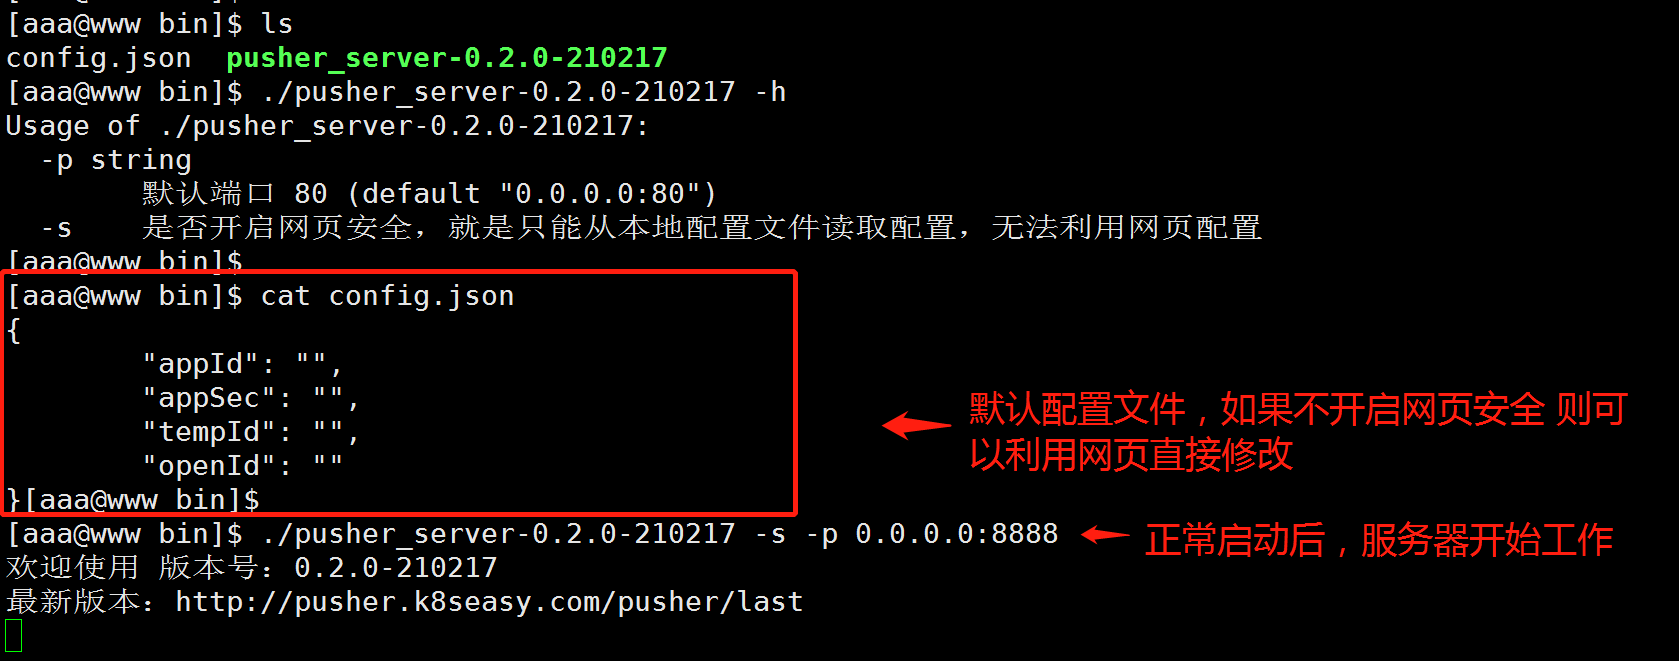 [aaa@www bin]$ ls
config.json  pusher_server-0.2.0-210217
[aaa@www bin]$ ./pusher_server-0.2.0-210217 -h
Usage of ./pusher_server-0.2.0-210217:
  -p string
        默认端口 80 (default "0.0.0.0:80")
  -s    是否开启网页安全，就是只能从本地配置文件读取配置，无法利用网页配置
[aaa@www bin]$
[aaa@www bin]$ cat config.json
{
        "appId": "",
        "appSec": "",
        "tempId": "",
        "openId": ""
}[aaa@www bin]$
默认配置文件，如果不开启网页安全 则可
以利用网页直接修改
[aaa@www bin]$ ./pusher_server-0.2.0-210217 -s -p 0.0.0.0:8888
正常启动后，服务器开始工作
欢迎使用 版本号：0.2.0-210217
最新版本：http://pusher.k8seasy.com/pusher/last